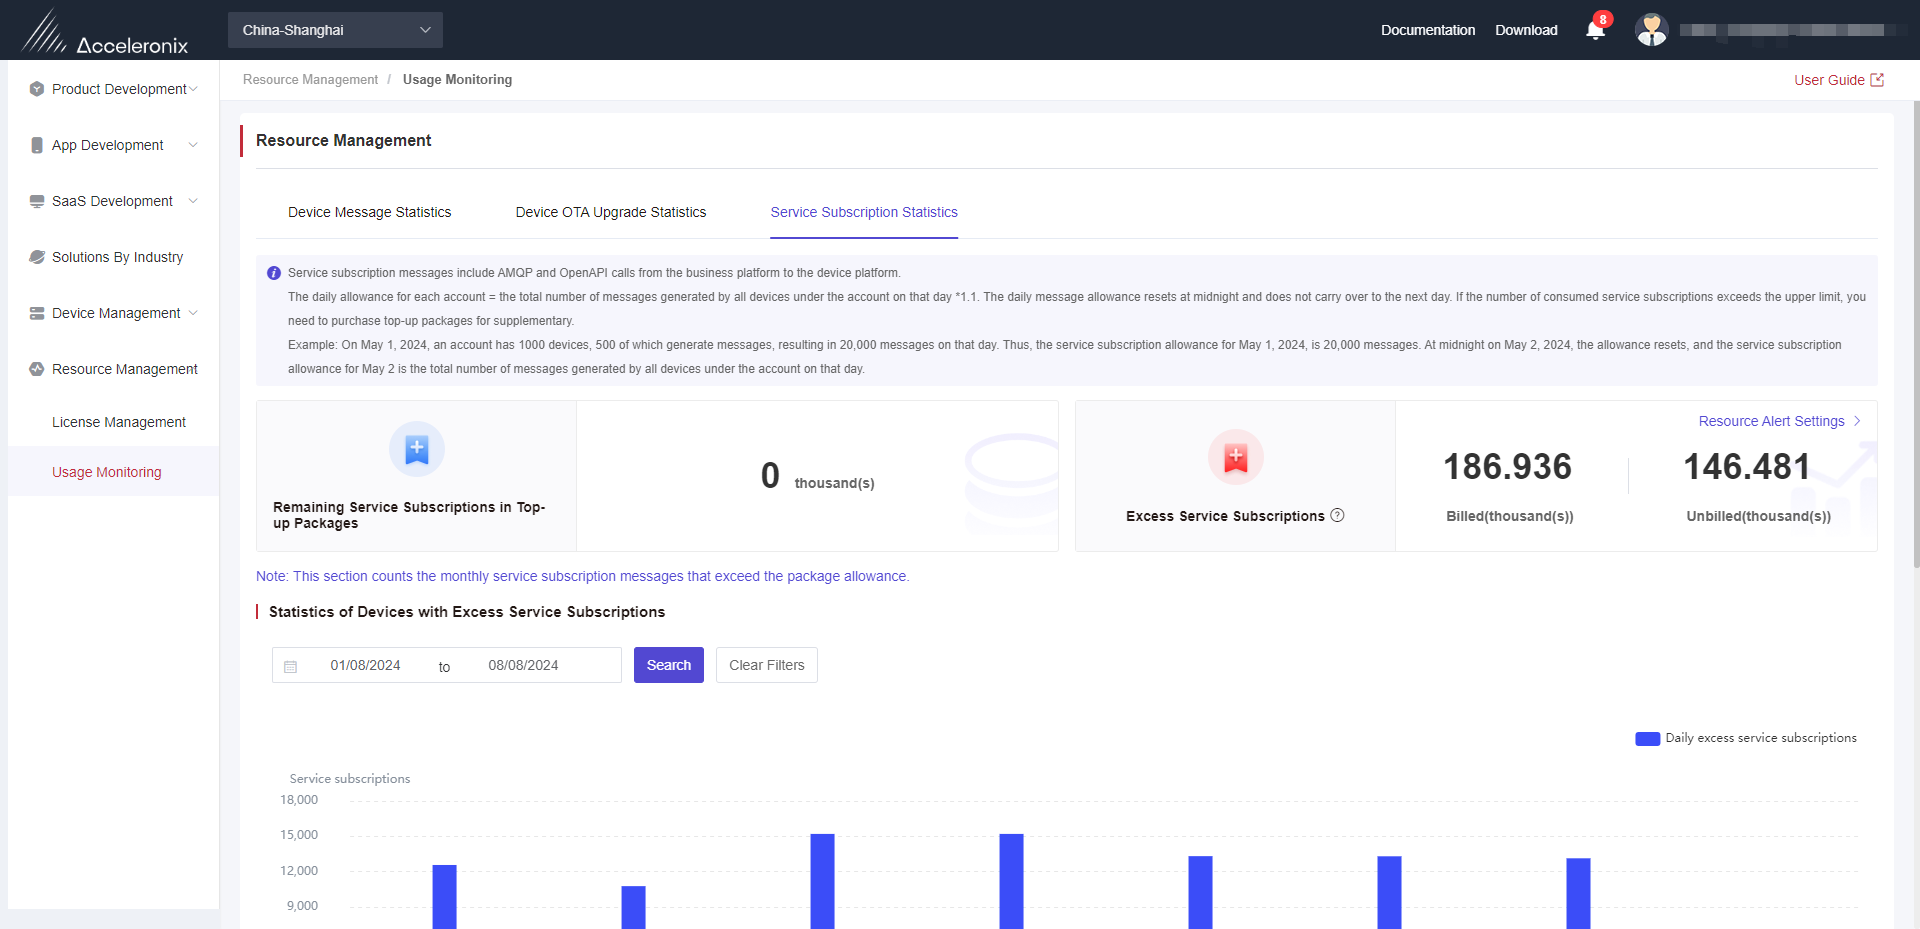 Acceleronix
China-Shanghai
Documentation
Download
8
Product Development
App Development
SaaS Development
Solutions By Industry
Device Management
Resource Management
License Management
Usage Monitoring
Resource Management / Usage Monitoring
User Guide
Resource Management
Device Message Statistics
Device OTA Upgrade Statistics
Service Subscription Statistics
Service subscription messages include AMQP and OpenAPI calls from the business platform to the device platform.
The daily allowance for each account = the total number of messages generated by all devices under the account on that day *1.1. The daily message allowance resets at midnight and does not carry over to the next day. If the number of consumed service subscriptions exceeds the upper limit, you
need to purchase top-up packages for supplementary.
Example: On May 1, 2024, an account has 1000 devices, 500 of which generate messages, resulting in 20,000 messages on that day. Thus, the service subscription allowance for May 1, 2024, is 20,000 messages. At midnight on May 2, 2024, the allowance resets, and the service subscription
allowance for May 2 is the total number of messages generated by all devices under the account on that day.
Remaining Service Subscriptions in Top-
up Packages
0 thousand(s)
Excess Service Subscriptions
Resource Alert Settings
186.936
Billed(thousand(s))
146.481
Unbilled(thousand(s))
Note: This section counts the monthly service subscription messages that exceed the package allowance.
Statistics of Devices with Excess Service Subscriptions
01/08/2024 to 08/08/2024
Search
Clear Filters
Daily excess service subscriptions
Service subscriptions
18,000
15,000
12,000
9,000